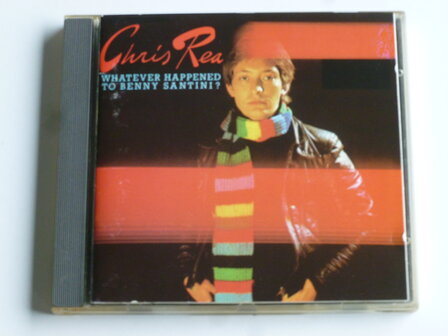 Chris Rea
WHATEVER HAPPENED
TO BENNY SANTINI?